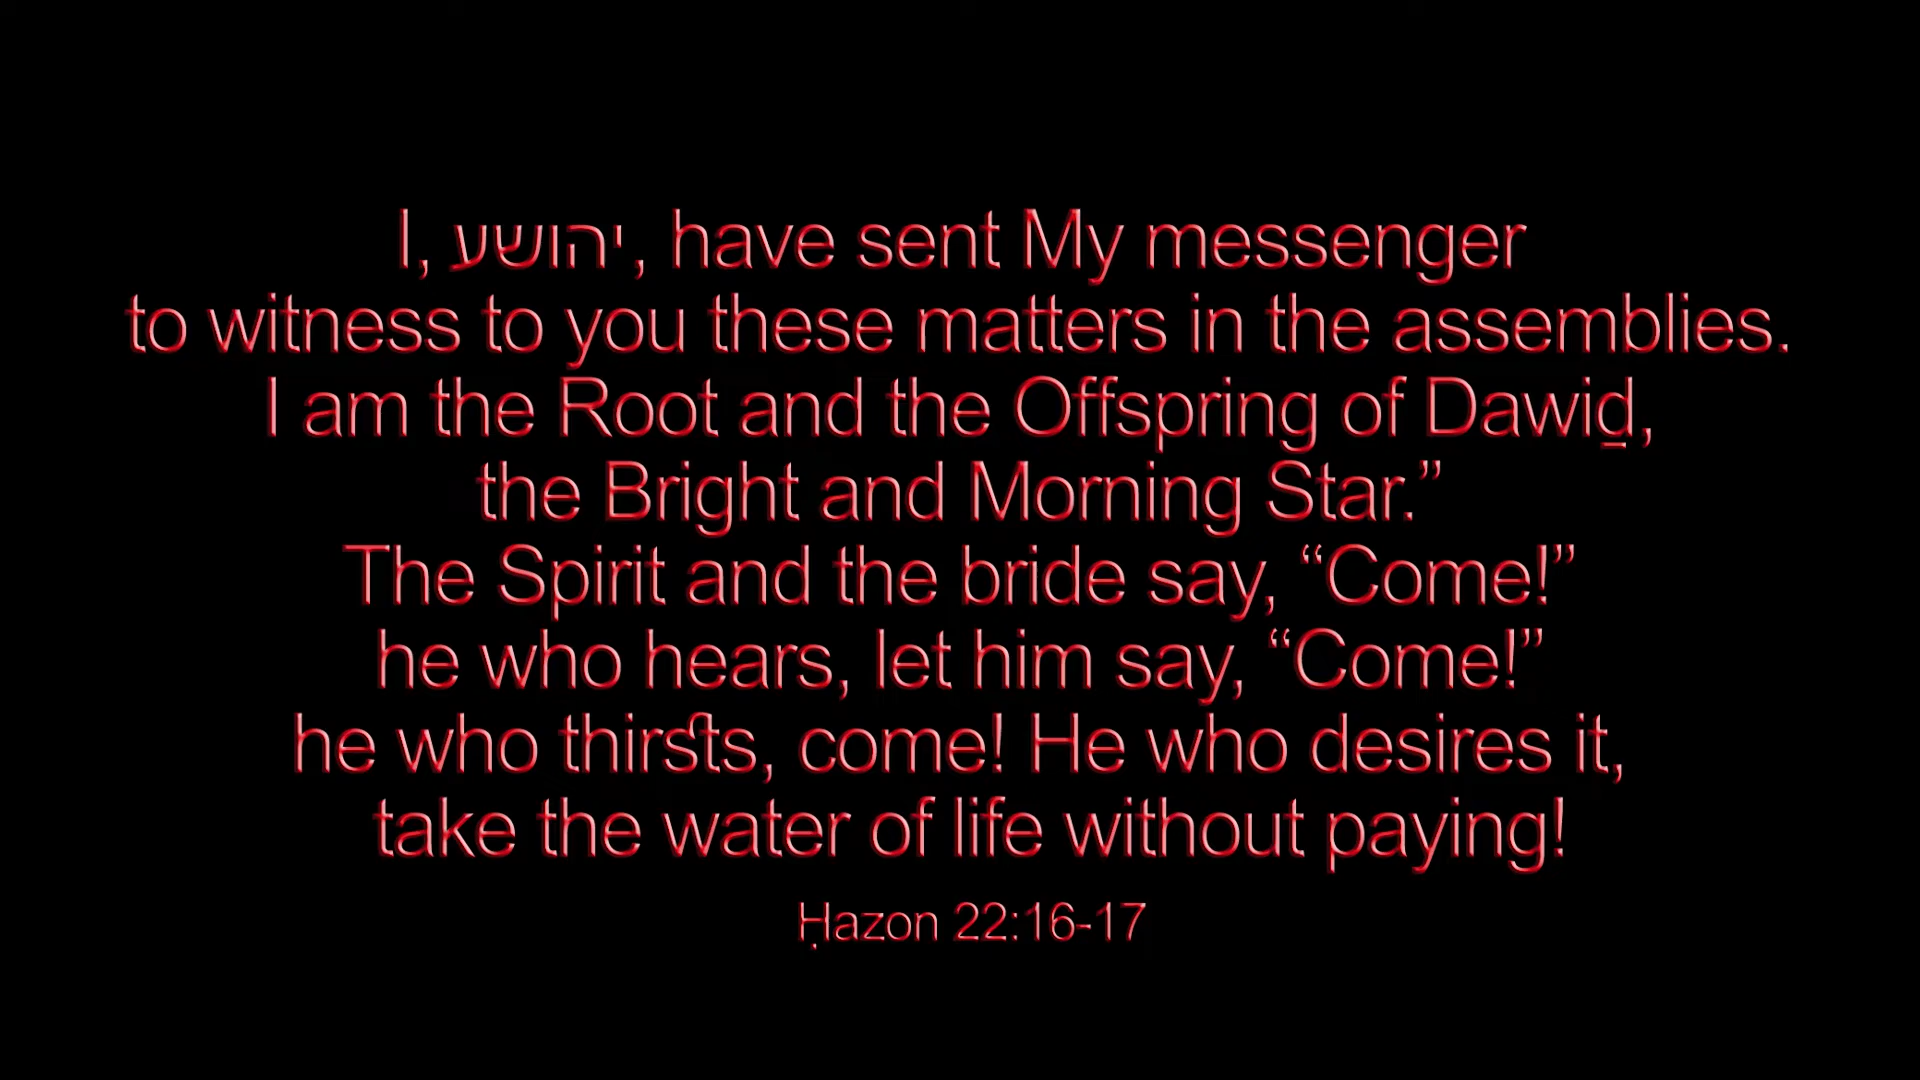 I, יהושע, have sent My messenger
to witness to you these matters in the assemblies.
I am the Root and the Offspring of Dawiḏ,
the Bright and Morning Star.”
The Spirit and the bride say, “Come!”
he who hears, let him say, “Come!”
he who thirsts, come! He who desires it,
take the water of life without paying!
Ḥazon 22:16-17